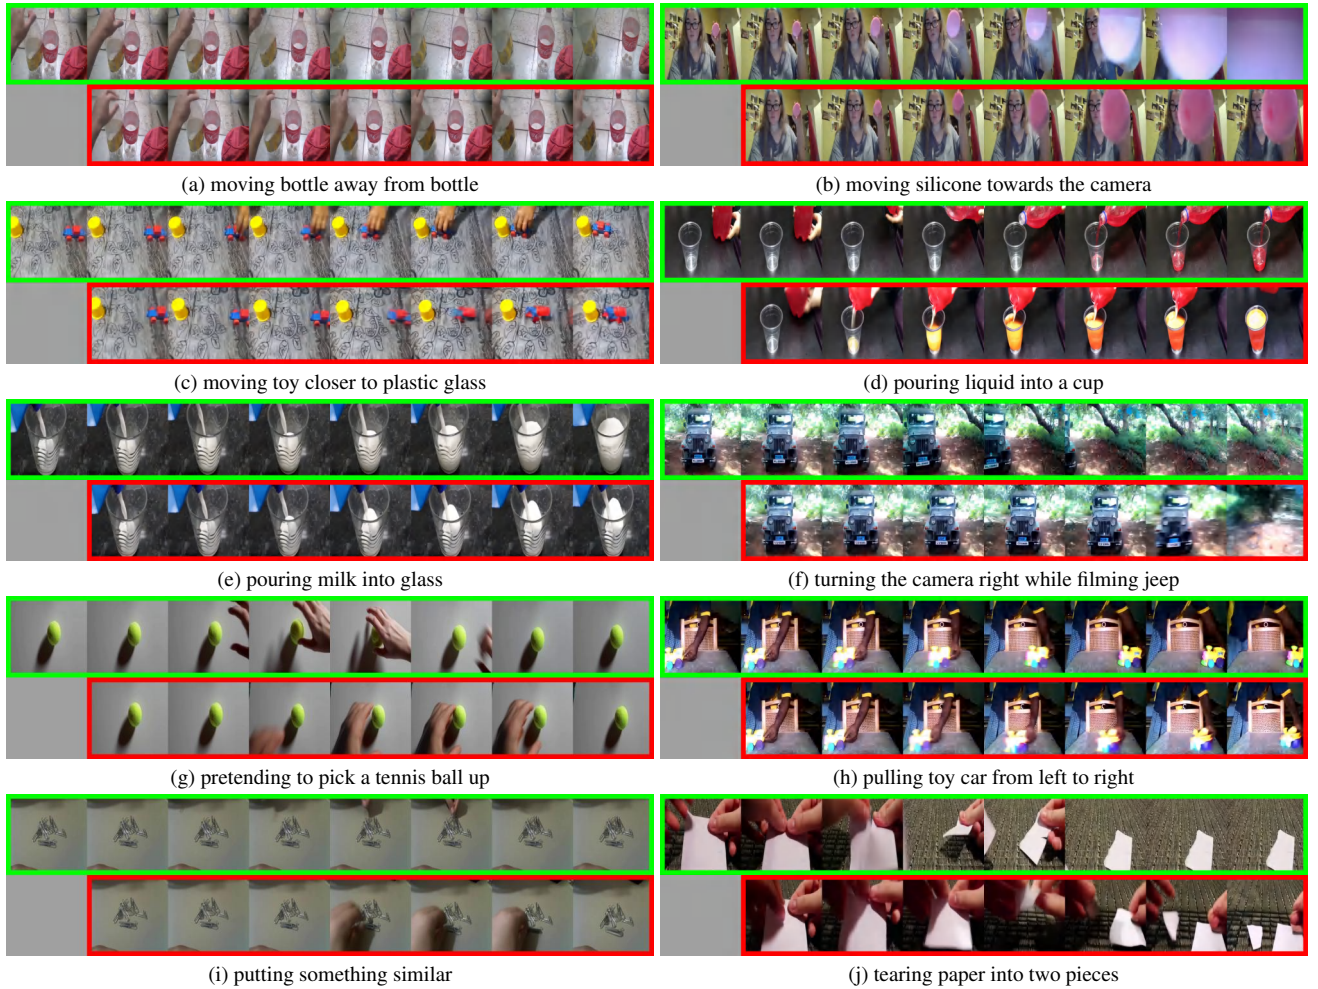 (a) moving bottle away from bottle
(b) moving silicone towards the camera
(c) moving toy closer to plastic glass
(d) pouring liquid into a cup
(e) pouring milk into glass
(f) turning the camera right while filming jeep
(g) pretending to pick a tennis ball up
(h) pulling toy car from left to right
(i) putting something similar
(j) tearing paper into two pieces